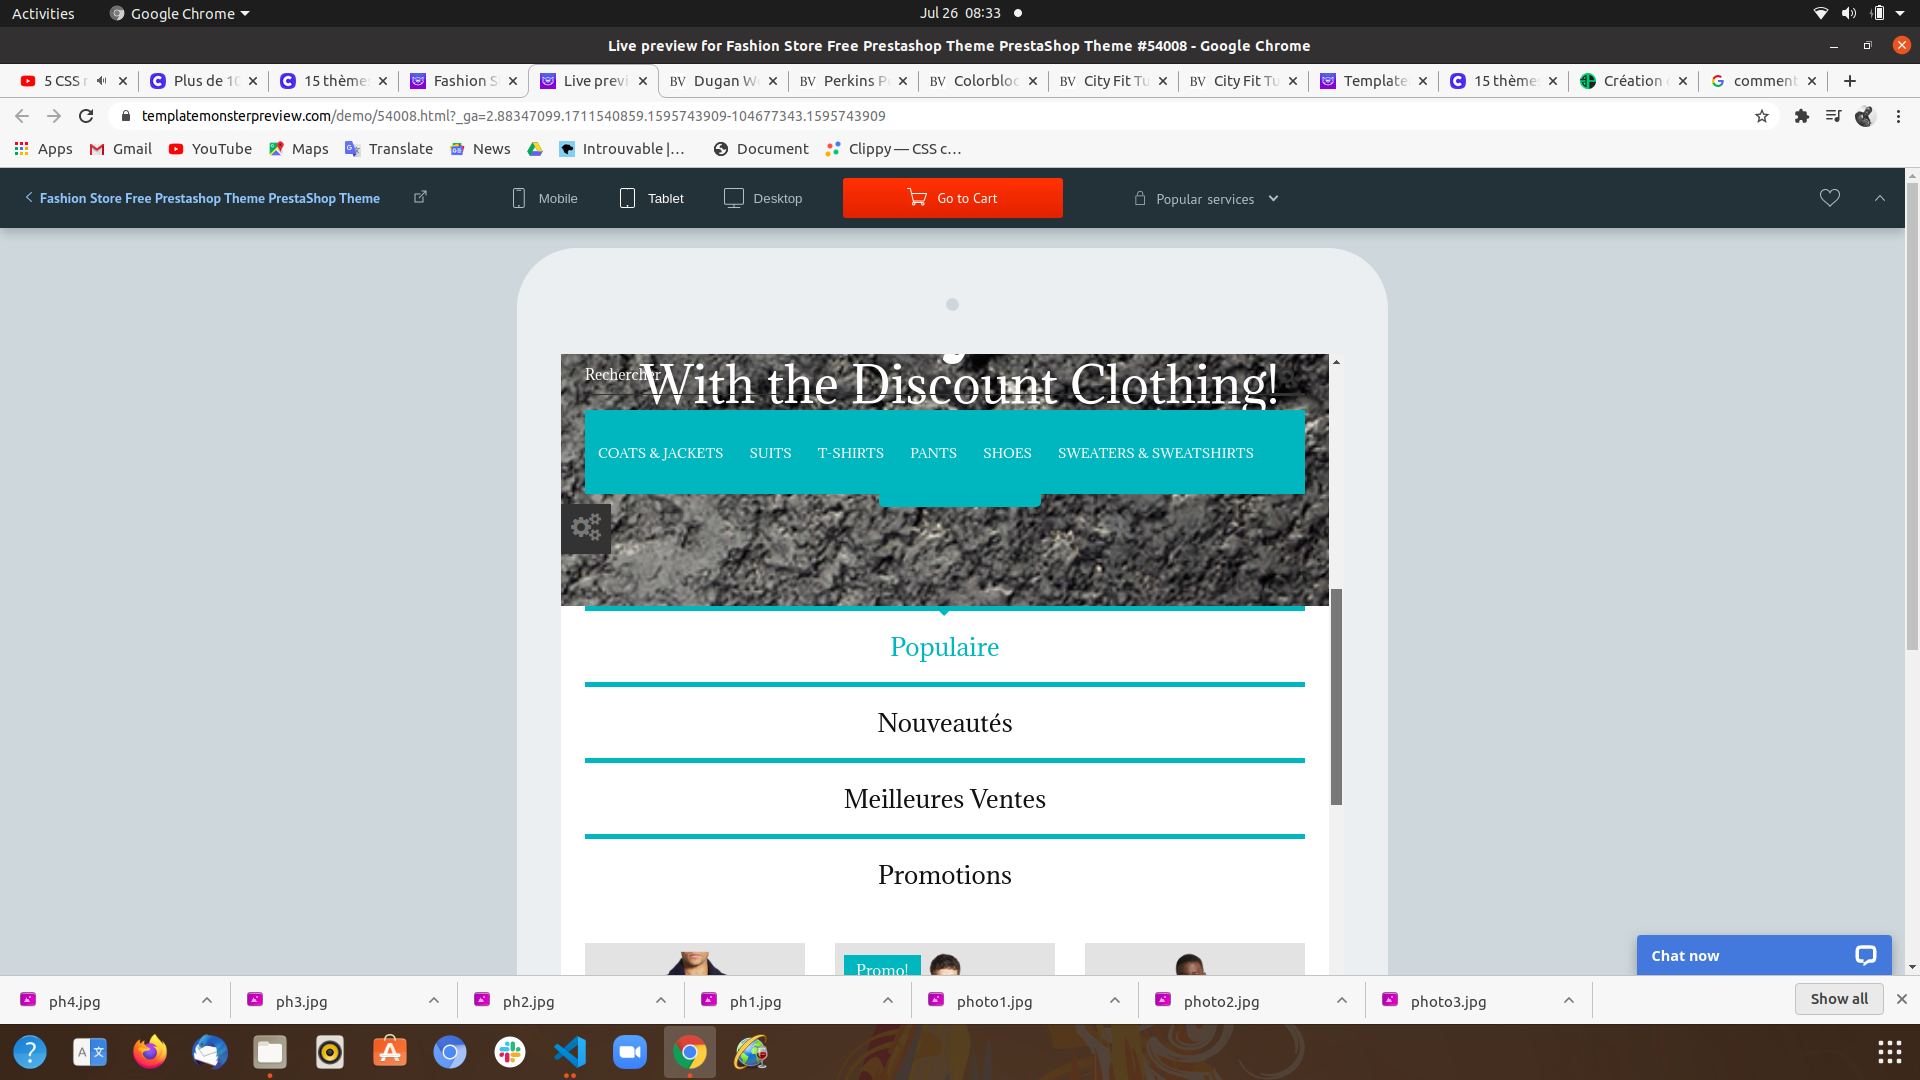 Activities
Google Chrome
Jul 26 08:33
Live preview for Fashion Store Free Prestashop Theme PrestaShop Theme #54008 - Google Chrome
5 CSS
Plus de 10
15 thème
Fashion S
Live previ
BV Dugan W
BV Perkins P
BV Colorbloc
BV City Fit Tu
BV City Fit Tu
Template
15 thème
Création
comment
templatemonsterpreview.com/demo/54008.html?_ga=2.88347099.1711540859.1595743909-104677343.1595743909
Apps
Gmail
YouTube
Maps
Translate
News
Introuvable |...
Document
Clippy — CSS c...
Fashion Store Free Prestashop Theme PrestaShop Theme
Mobile
Tablet
Desktop
Go to Cart
Popular services
Rechercher
With the Discount Clothing!
COATS & JACKETS
SUITS
T-SHIRTS
PANTS
SHOES
SWEATERS & SWEATSHIRTS
Populaire
Nouveautés
Meilleures Ventes
Promotions
Promo!
Chat now
ph4.jpg
ph3.jpg
ph2.jpg
ph1.jpg
photo1.jpg
photo2.jpg
photo3.jpg
Show all